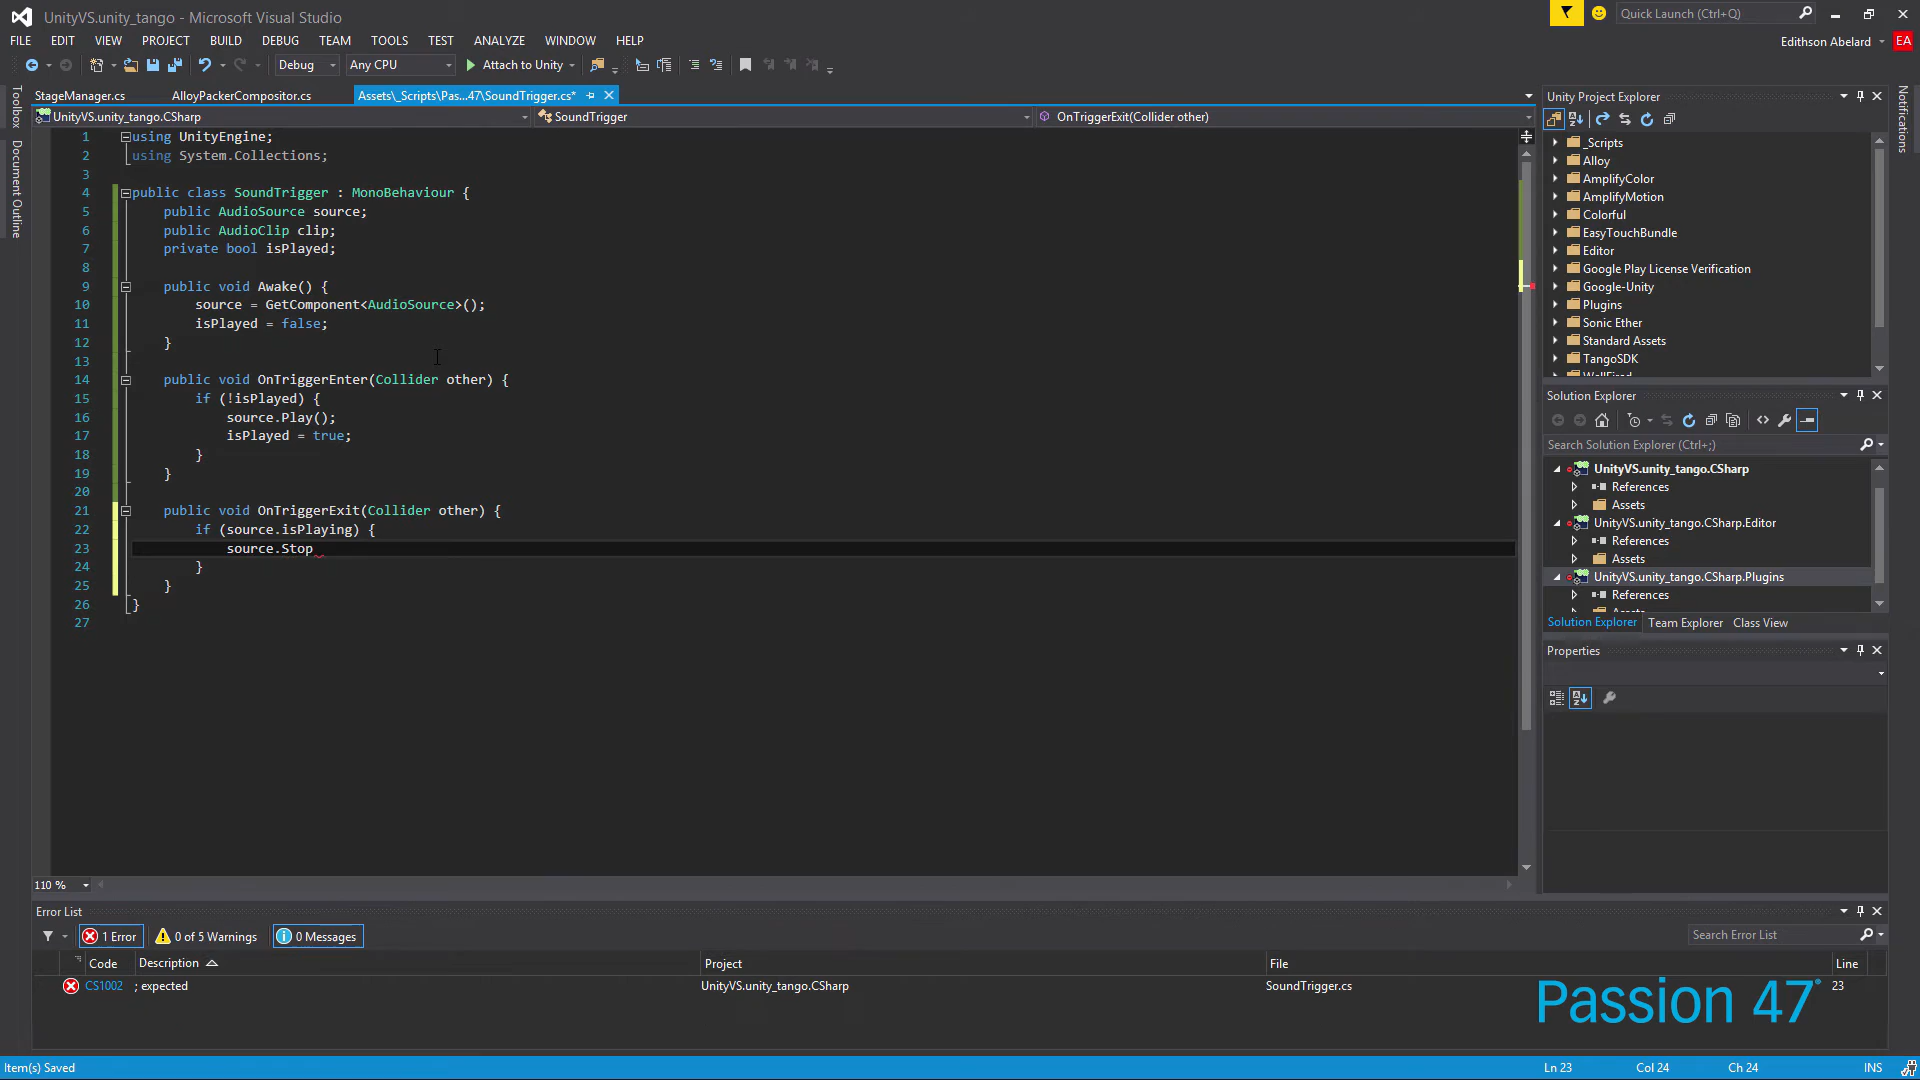 UnityVS.unity_tango - Microsoft Visual Studio
Quick Launch (Ctrl+Q)
FILE EDIT VIEW PROJECT BUILD DEBUG TEAM TOOLS TEST ANALYZE WINDOW HELP
Edithson Abelard EA
Debug Any CPU Attach to Unity
StageManager.cs AlloyPackerCompositor.cs Assets\_Scripts\Pas...47\SoundTrigger.cs*
UnityVS.unity_tango.CSharp SoundTrigger OnTriggerExit(Collider other)
Toolbox
Document Outline
1 using UnityEngine;
2 using System.Collections;
3
4 public class SoundTrigger : MonoBehaviour {
5 public AudioSource source;
6 public AudioClip clip;
7 private bool isPlayed;
8
9 public void Awake() {
10 source = GetComponent<AudioSource>();
11 isPlayed = false;
12 }
13
14 public void OnTriggerEnter(Collider other) {
15 if (!isPlayed) {
16 source.Play();
17 isPlayed = true;
18 }
19 }
20
21 public void OnTriggerExit(Collider other) {
22 if (source.isPlaying) {
23 source.Stop
24 }
25 }
26 }
27
110 %
Unity Project Explorer
_Scripts
Alloy
AmplifyColor
AmplifyMotion
Colorful
EasyTouchBundle
Editor
Google Play License Verification
Google-Unity
Plugins
Sonic Ether
Standard Assets
TangoSDK
WellFired
Solution Explorer
Search Solution Explorer (Ctrl+;)
UnityVS.unity_tango.CSharp
References
Assets
UnityVS.unity_tango.CSharp.Editor
References
Assets
UnityVS.unity_tango.CSharp.Plugins
References
Assets
Solution Explorer Team Explorer Class View
Properties
Notifications
Error List
1 Error 0 of 5 Warnings 0 Messages
Search Error List
Code Description Project File Line
CS1002 ; expected UnityVS.unity_tango.CSharp SoundTrigger.cs 23
Passion 47
Item(s) Saved
Ln 23 Col 24 Ch 24 INS